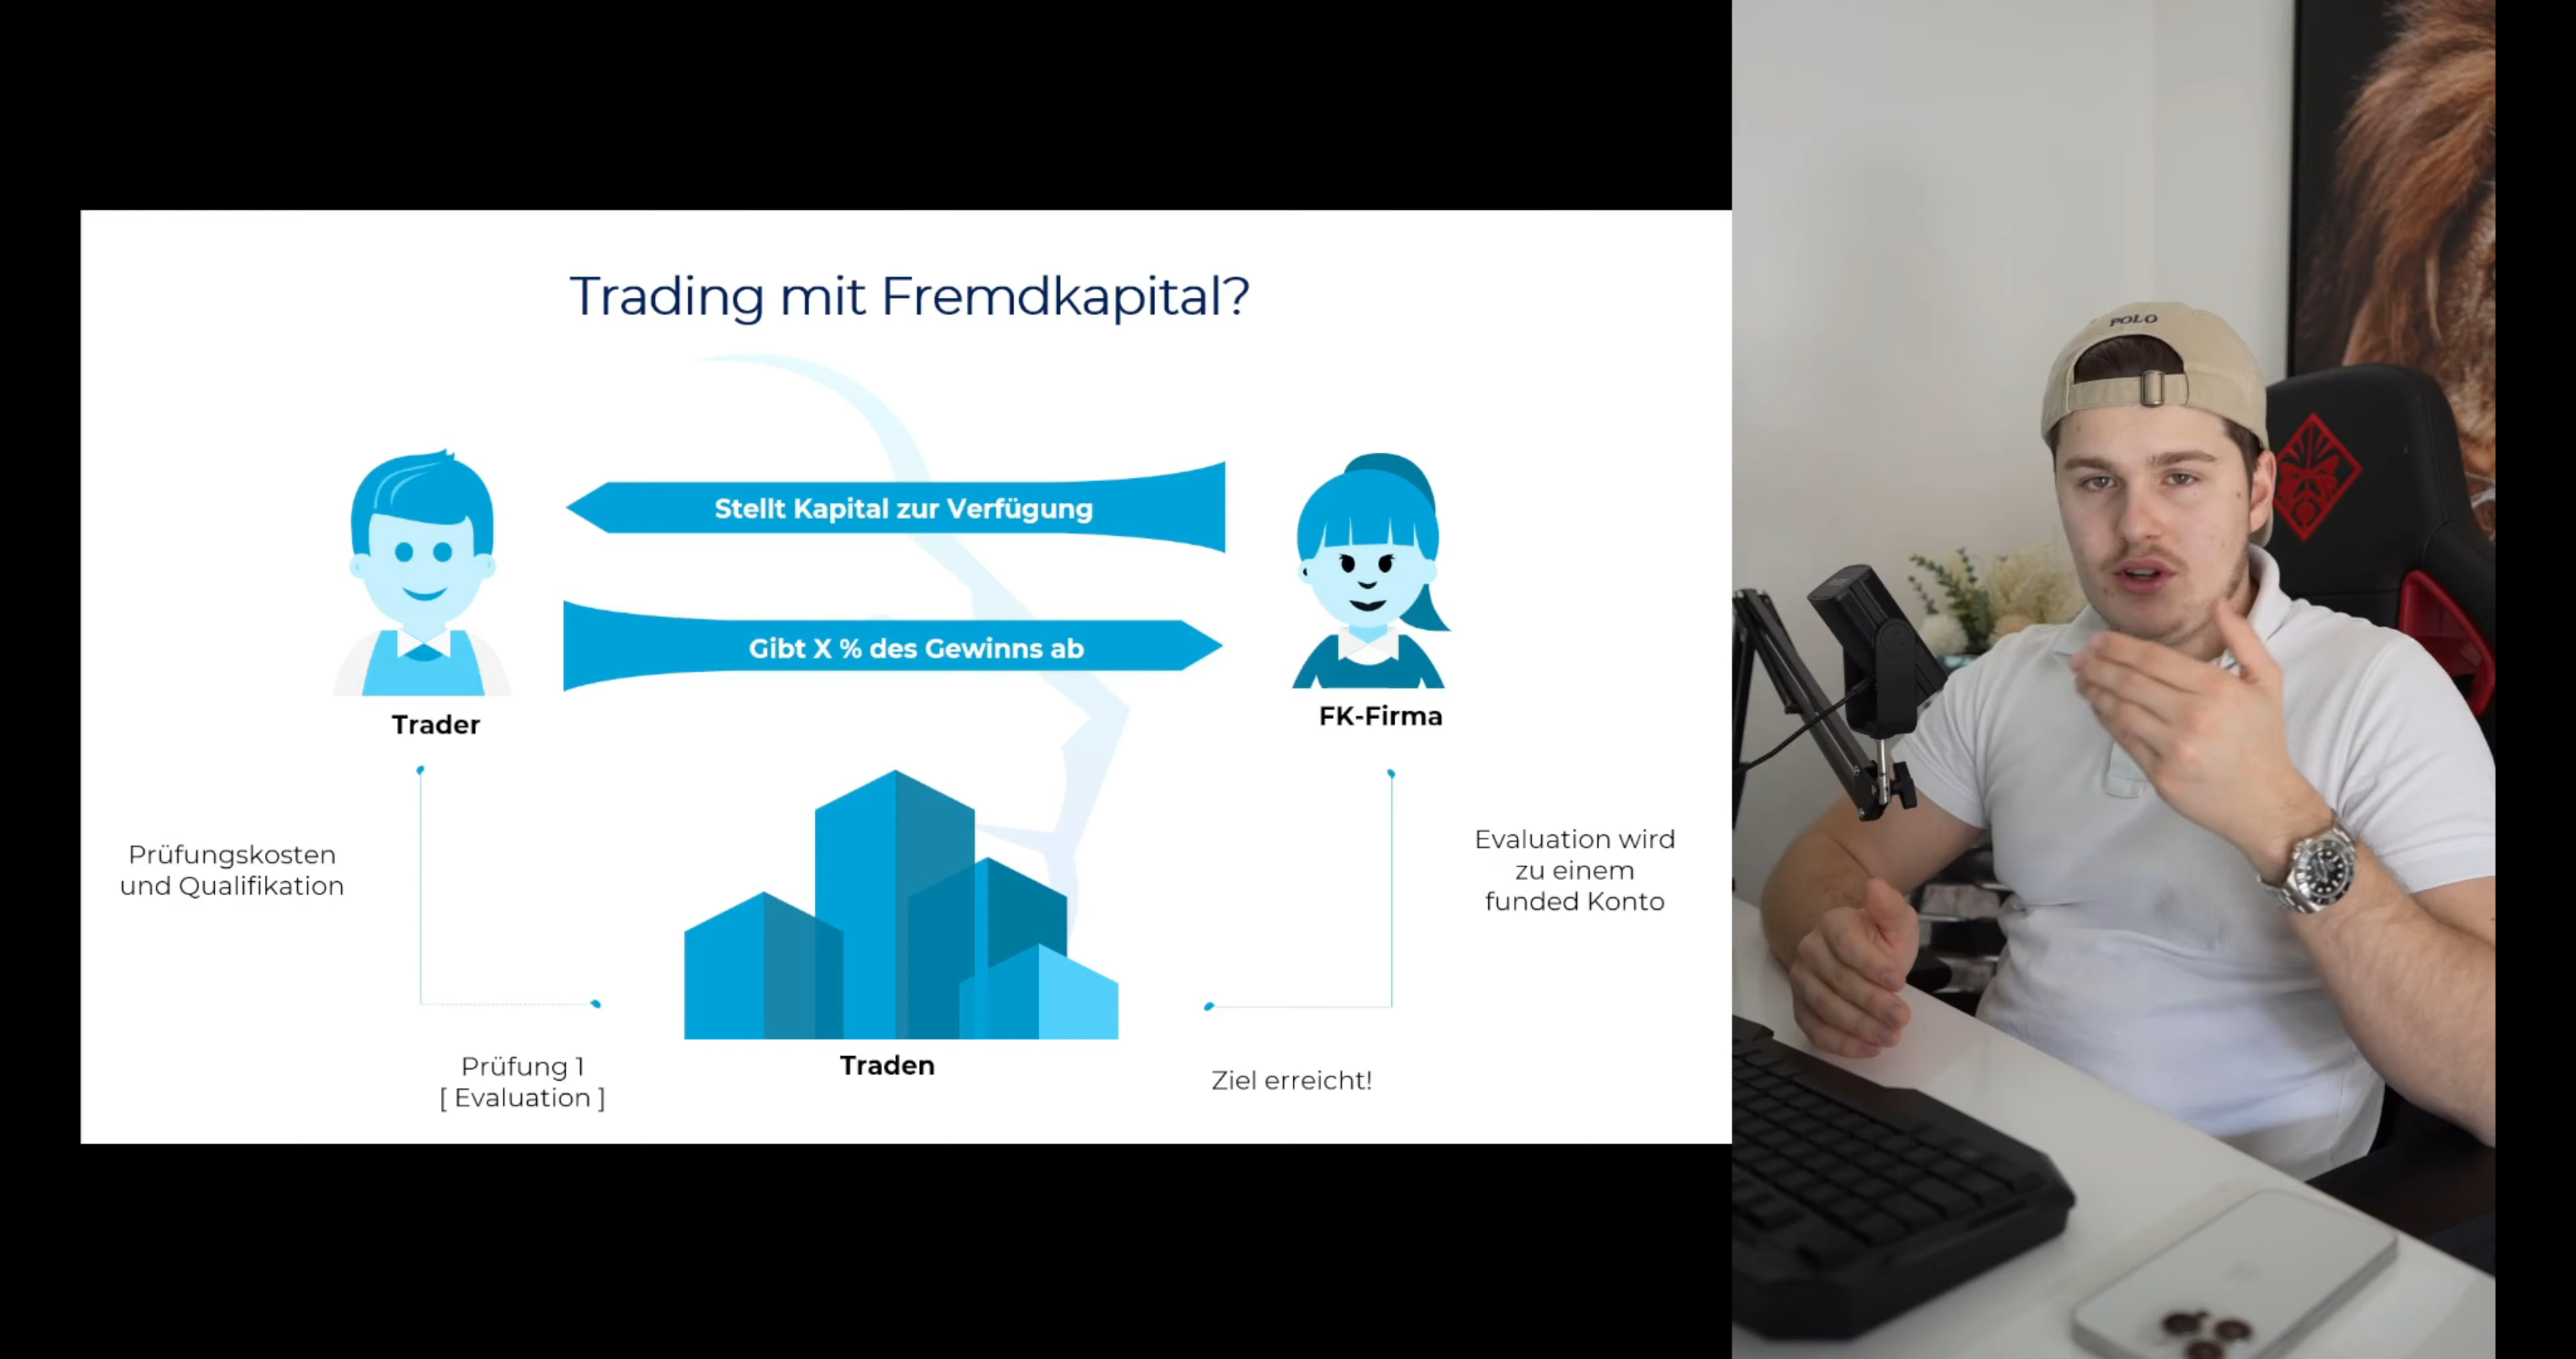 Trading mit Fremdkapital?
Stellt Kapital zur Verfügung
Gibt X % des Gewinns ab
Trader
FK-Firma
Prüfungskosten
und Qualifikation
Evaluation wird
zu einem
funded Konto
Prüfung 1
[ Evaluation ]
Traden
Ziel erreicht!
POLO